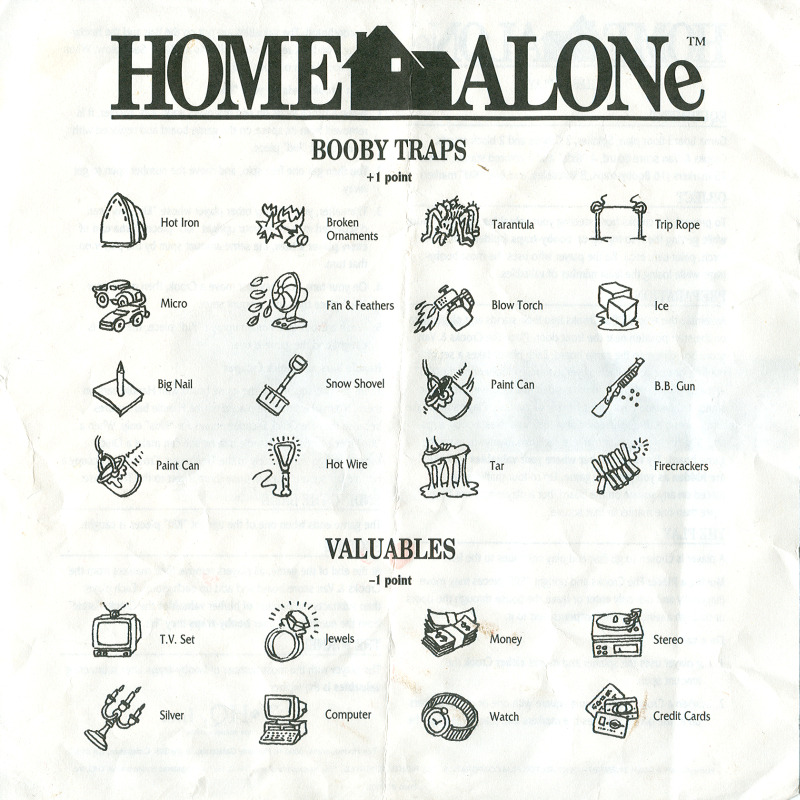 HOME ALONe™
BOOBY TRAPS
+1 point
Hot Iron
Broken
Ornaments
Tarantula
Trip Rope
Micro
Fan & Feathers
Blow Torch
Ice
Big Nail
Snow Shovel
Paint Can
B.B. Gun
Paint Can
Hot Wire
Tar
Firecrackers
VALUABLES
–1 point
T.V. Set
Jewels
Money
Stereo
Silver
Computer
Watch
Credit Cards